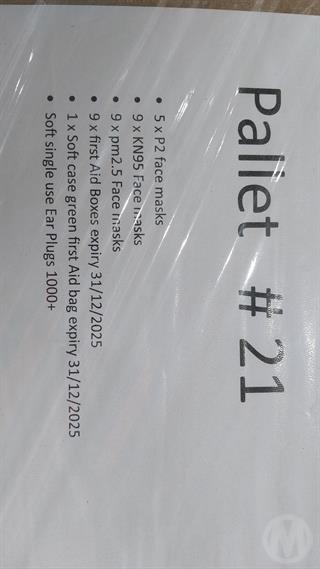 Pallet #21
• 5 x P2 face masks
• 9 x KN95 Face masks
• 9 x pm2.5 Face masks
• 9 x first Aid Boxes expiry 31/12/2025
• 1 x Soft case green first Aid bag expiry 31/12/2025
• Soft single use Ear Plugs 1000+
M